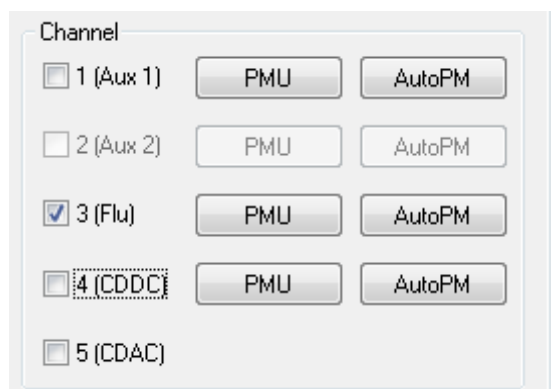 Channel
1 (Aux 1) PMU AutoPM
2 (Aux 2) PMU AutoPM
3 (Flu) PMU AutoPM
4 (CDDC) PMU AutoPM
5 (CDAC)